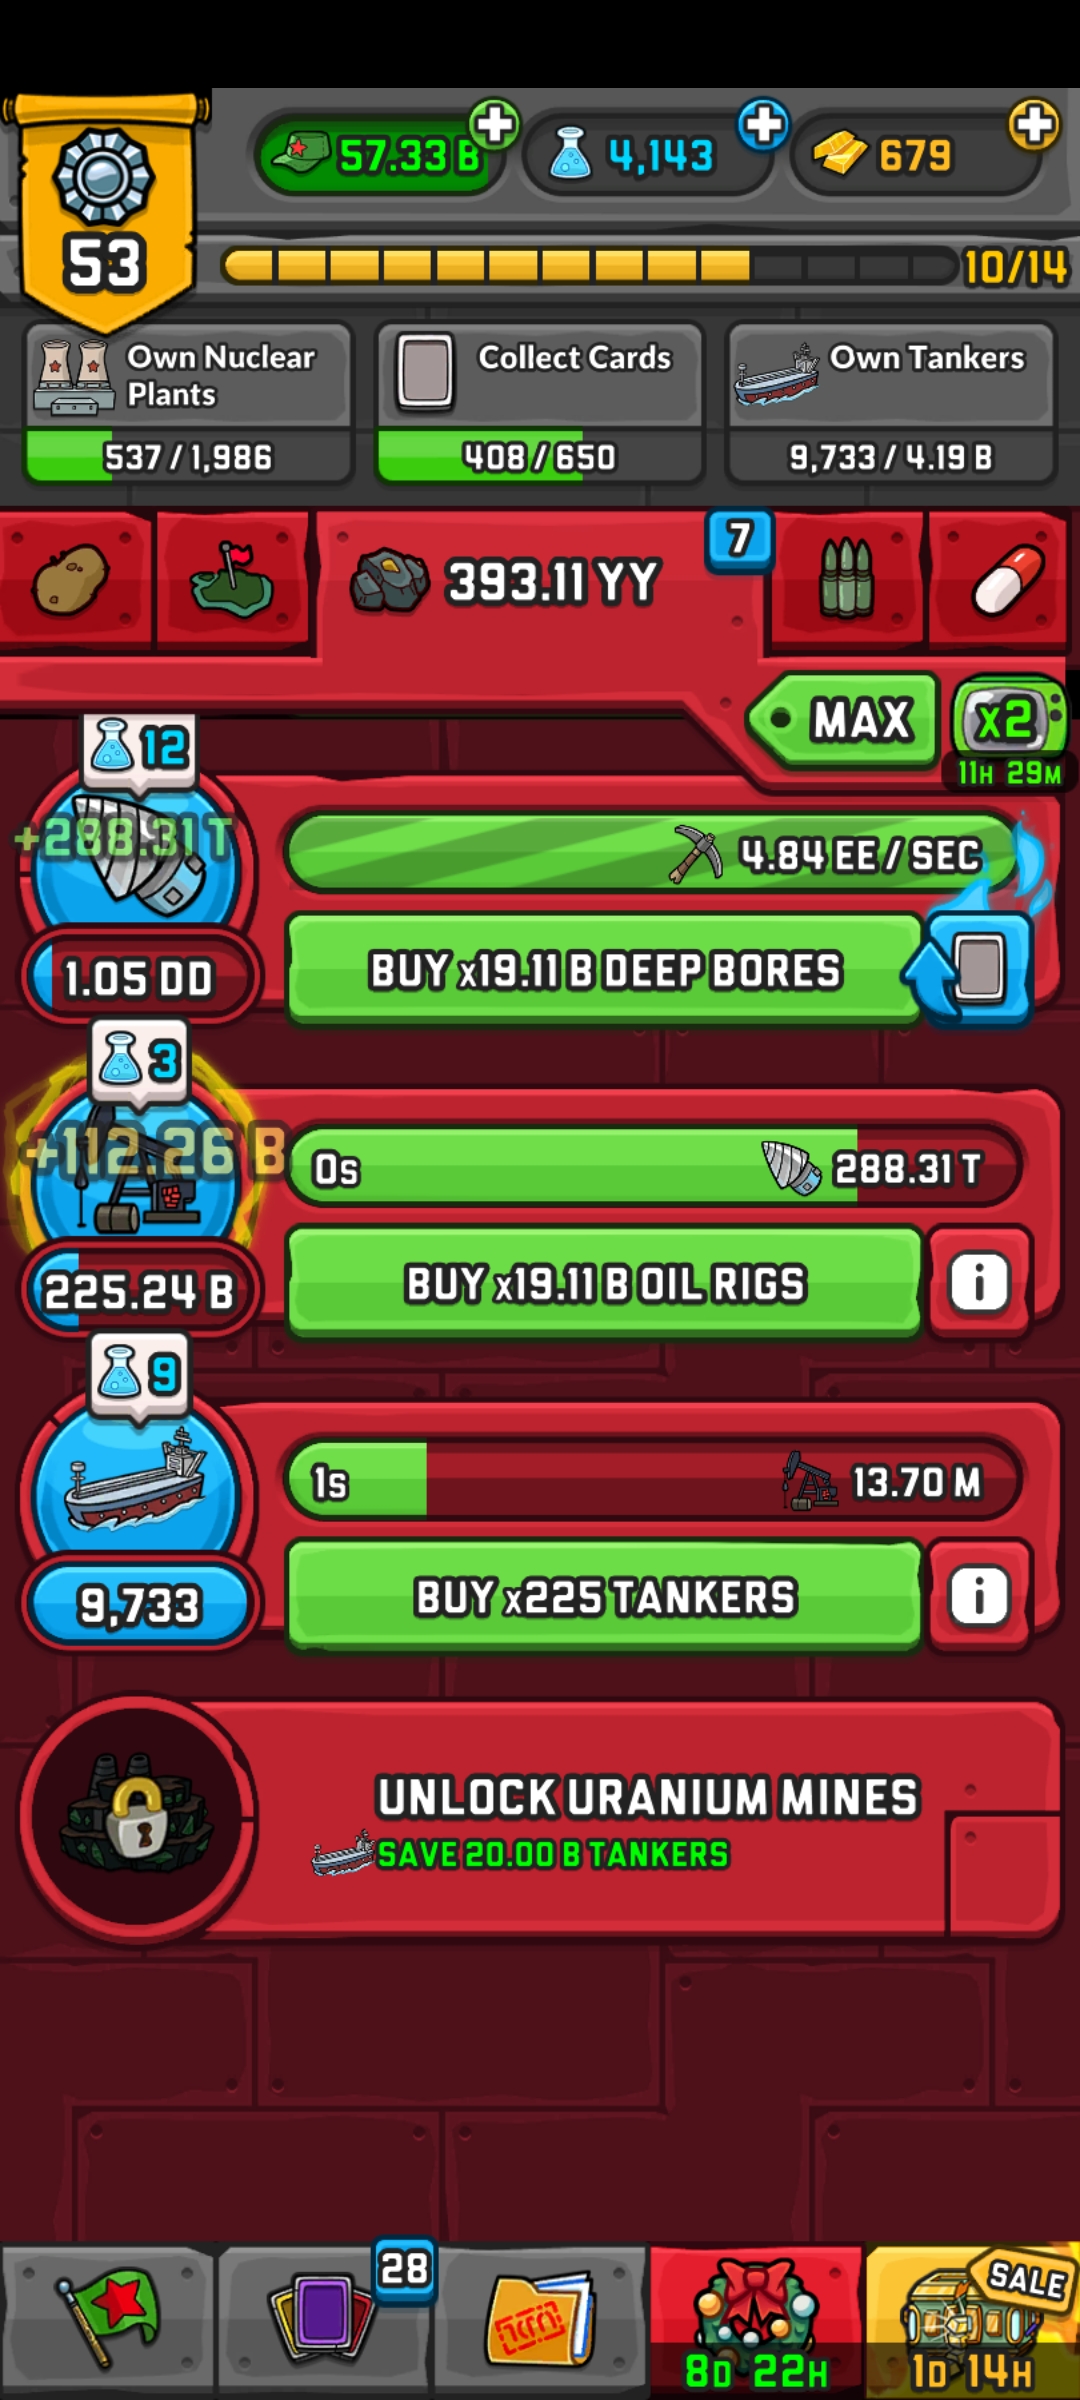 57.33 B
4,143
679
53
10/14
Own Nuclear Plants
Collect Cards
Own Tankers
537 / 1,986
408 / 650
9,733 / 4.19 B
393.11 YY
7
MAX
x2
11H 29M
12
+288.31 T
4.84 EE / SEC
1.05 DD
BUY x19.11 B DEEP BORES
3
+112.26 B
0s
288.31 T
225.24 B
BUY x19.11 B OIL RIGS
i
9
1s
13.70 M
9,733
BUY x225 TANKERS
i
UNLOCK URANIUM MINES
SAVE 20.00 B TANKERS
28
SALE
8D 22H
1D 14H